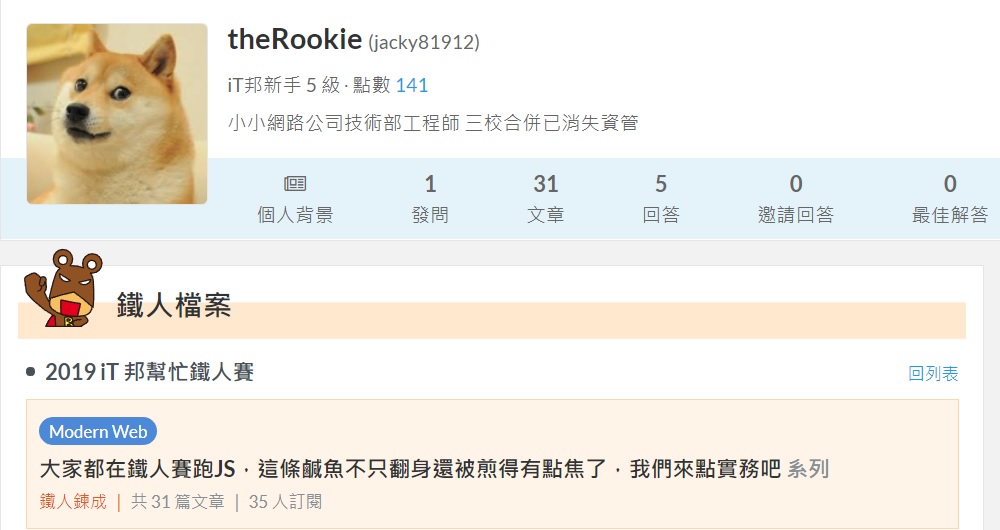 theRookie (jacky81912)
iT邦新手 5 級 ‧ 點數 141
小小網路公司技術部工程師 三校合併已消失資管
1 31 5 0 0
個人背景 發問 文章 回答 邀請回答 最佳解答
鐵人檔案
2019 iT 邦幫忙鐵人賽 回列表
Modern Web
大家都在鐵人賽跑JS,這條鹹魚不只翻身還被煎得有點焦了,我們來點實務吧 系列
鐵人鍊成 | 共 31 篇文章 | 35 人訂閱